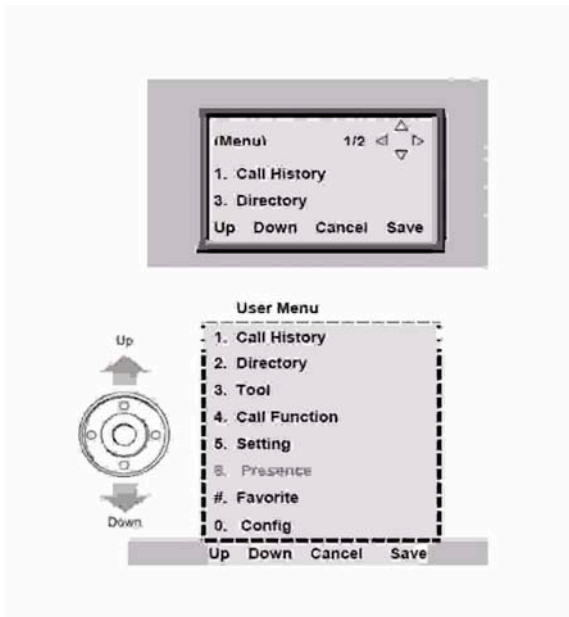 (Menu) 1/2
1. Call History
3. Directory
Up Down Cancel Save
User Menu
Up
1. Call History
2. Directory
3. Tool
4. Call Function
5. Setting
6. Presence
#. Favorite
0. Config
Down
Up Down Cancel Save